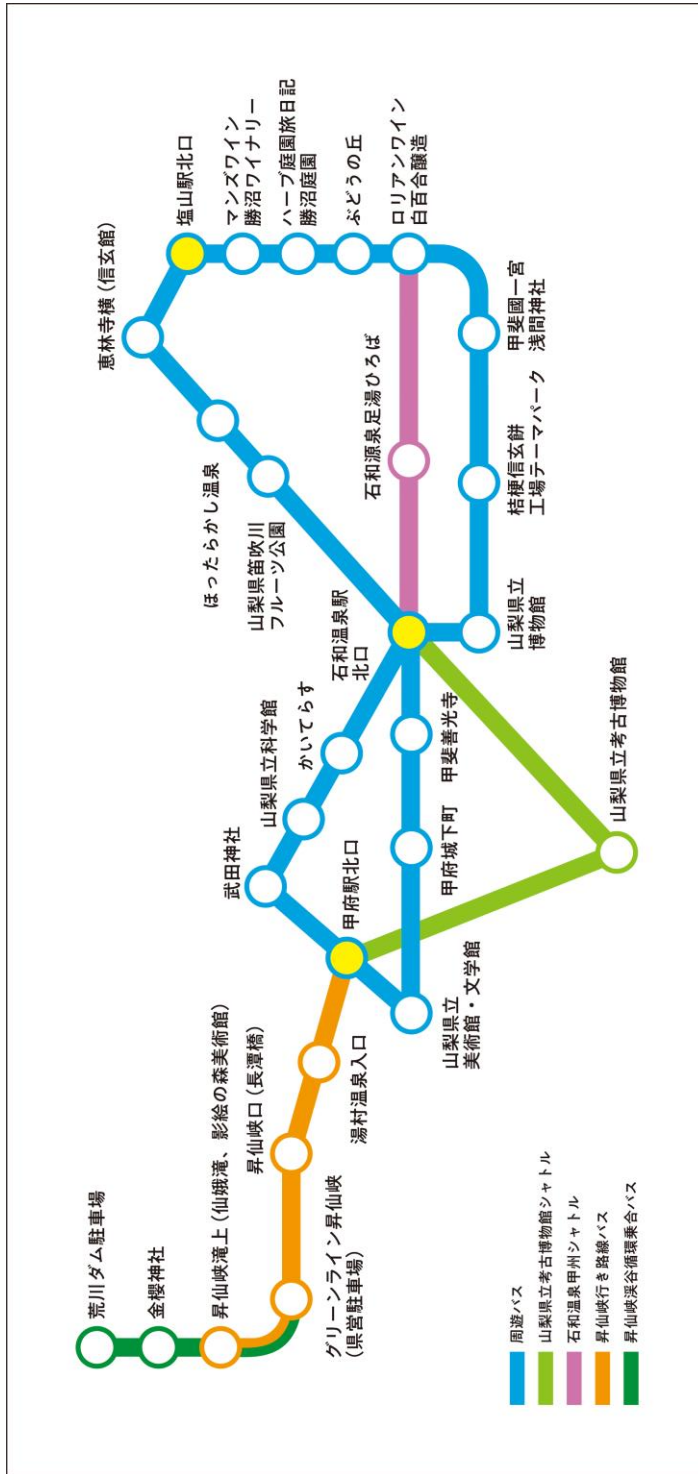 荒川ダム駐車場
金櫻神社
昇仙峡滝上(仙娥滝、影絵の森美術館)
グリーンライン昇仙峡
(県営駐車場)
昇仙峡口(長潭橋)
湯村温泉入口
甲府駅北口
武田神社
山梨県立科学館
かいてらす
山梨県立
美術館・文学館
甲府城下町
甲斐善光寺
石和温泉駅
北口
山梨県立考古博物館
山梨県笛吹川
フルーツ公園
ほったらかし温泉
恵林寺横(信玄館)
塩山駅北口
マンズワイン
勝沼ワイナリー
ハーブ庭園旅日記
勝沼庭園
ぶどうの丘
ロリアンワイン
白百合醸造
石和源泉足湯ひろば
甲斐國一宮
浅間神社
桔梗信玄餅
工場テーマパーク
山梨県立
博物館
周遊バス
山梨県立考古博物館シャトル
石和温泉甲州シャトル
昇仙峡行き路線バス
昇仙峡渓谷循環乗合バス